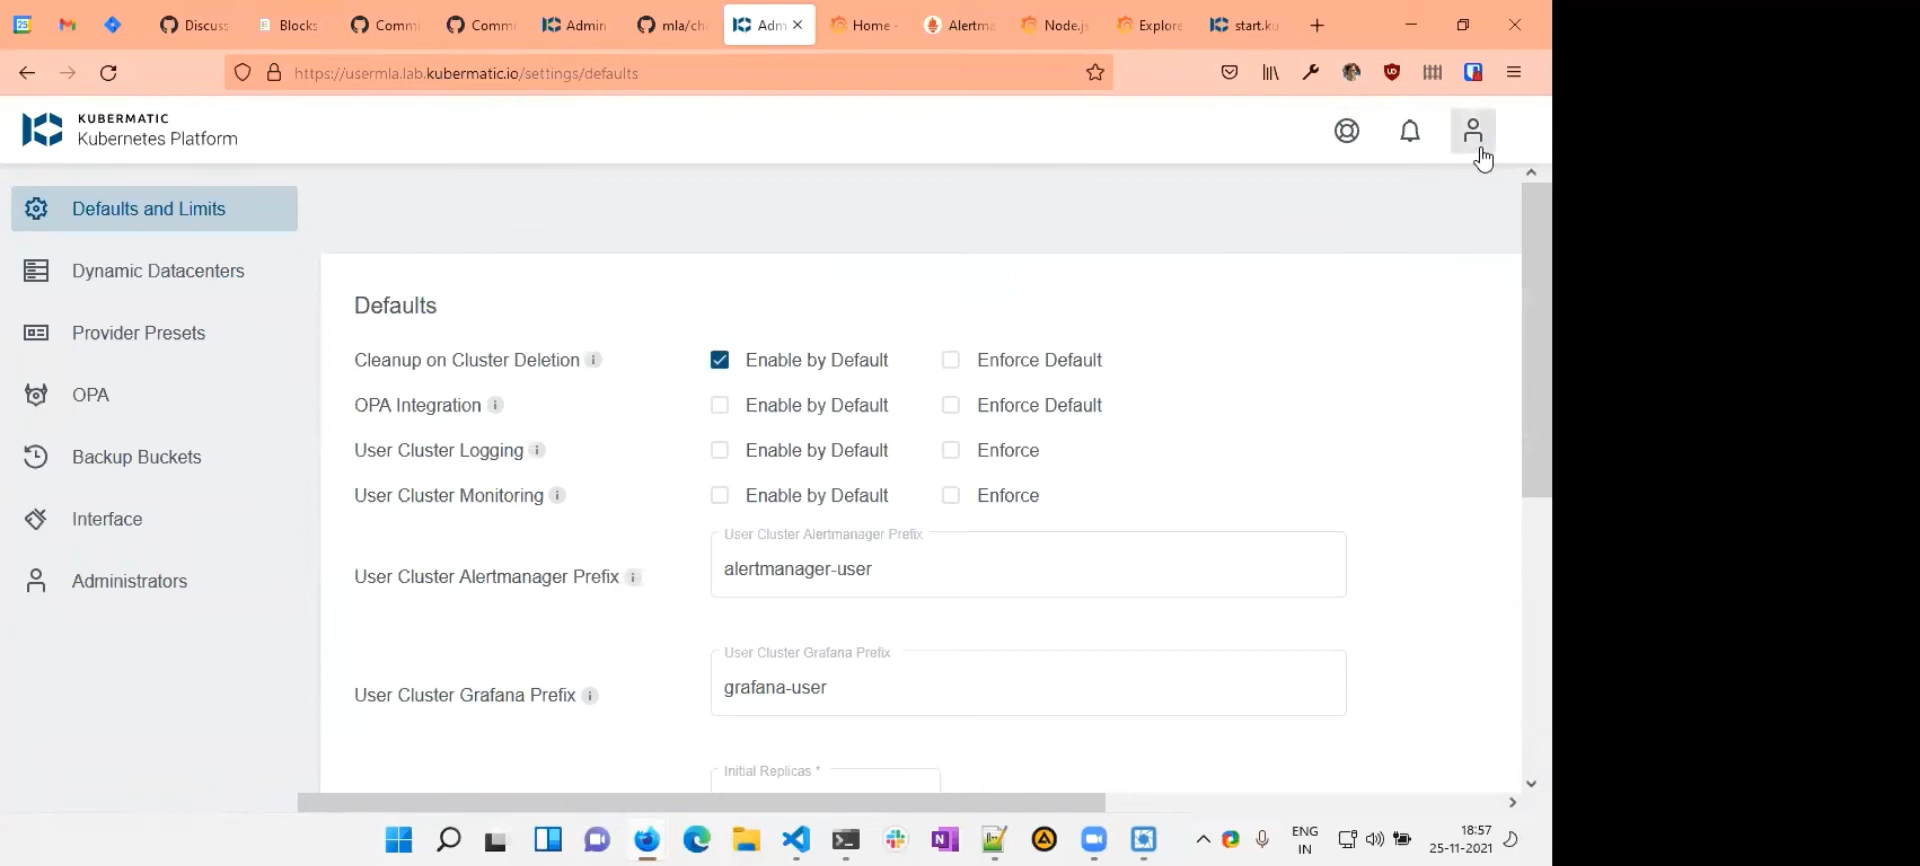 Discuss Blocks Comm Comm Admin mla/ch Adm Home - Alertma Node.js Explore start.ku
https://usermla.lab.kubermatic.io/settings/defaults
KUBERMATIC
Kubernetes Platform
Defaults and Limits
Dynamic Datacenters
Provider Presets
OPA
Backup Buckets
Interface
Administrators
Defaults
Cleanup on Cluster Deletion i Enable by Default Enforce Default
OPA Integration i Enable by Default Enforce Default
User Cluster Logging i Enable by Default Enforce
User Cluster Monitoring i Enable by Default Enforce
User Cluster Alertmanager Prefix
alertmanager-user
User Cluster Alertmanager Prefix i
User Cluster Grafana Prefix
grafana-user
User Cluster Grafana Prefix i
Initial Replicas *
ENG
IN
18:57
25-11-2021